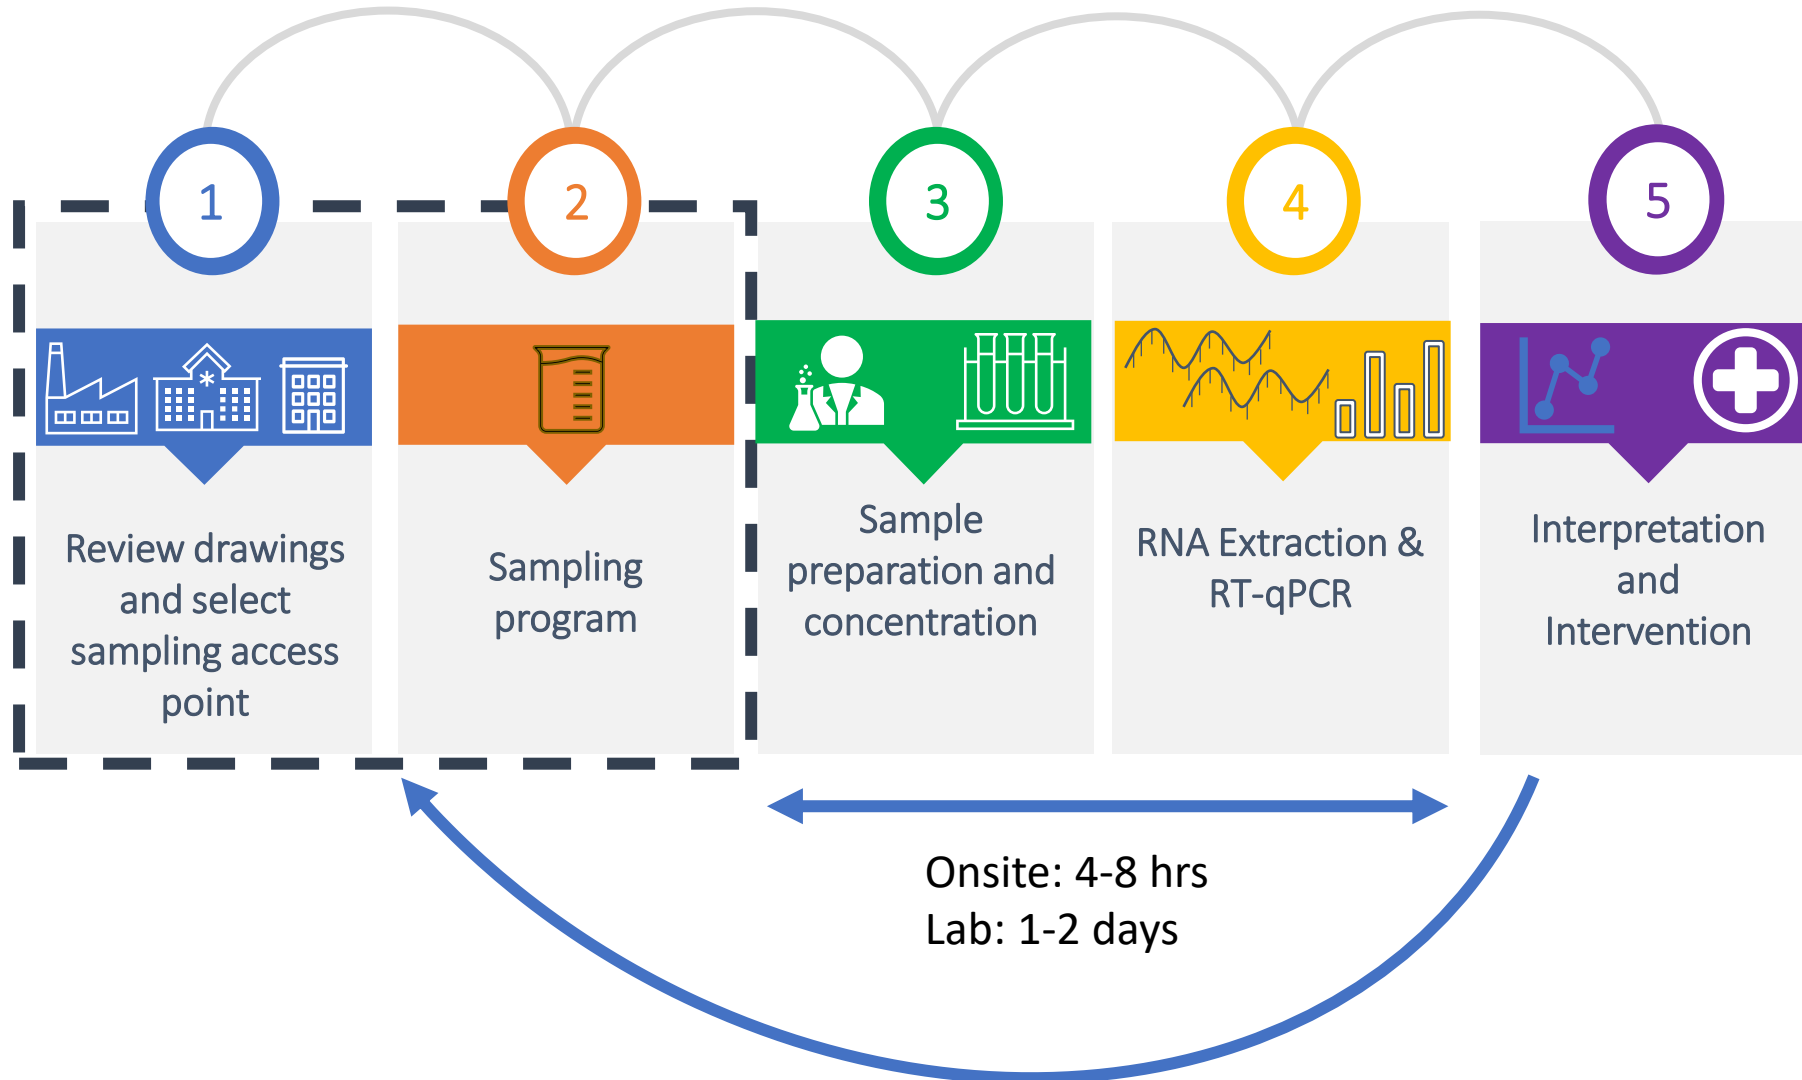 1
2
3
4
5
Review drawings
and select
sampling access
point
Sampling
program
Sample
preparation and
concentration
RNA Extraction &
RT-qPCR
Interpretation
and
Intervention
Onsite: 4-8 hrs
Lab: 1-2 days